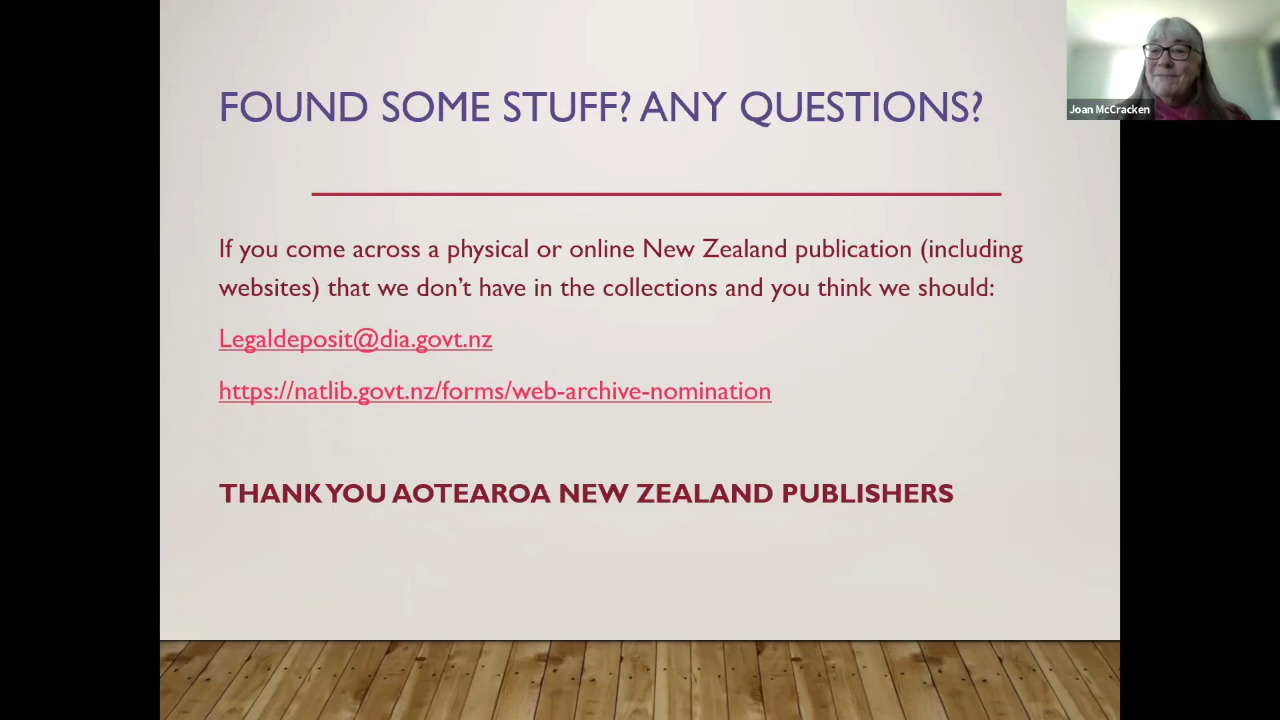 FOUND SOME STUFF? ANY QUESTIONS?
Joan McCracken
If you come across a physical or online New Zealand publication (including
websites) that we don’t have in the collections and you think we should:
Legaldeposit@dia.govt.nz
https://natlib.govt.nz/forms/web-archive-nomination
THANK YOU AOTEAROA NEW ZEALAND PUBLISHERS